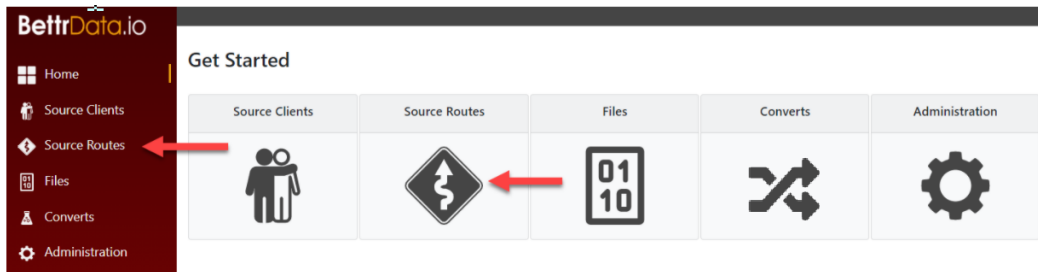 BettrData.io
Home
Source Clients
Source Routes
Files
Converts
Administration
Get Started
Source Clients
Source Routes
Files
Converts
Administration
01
10